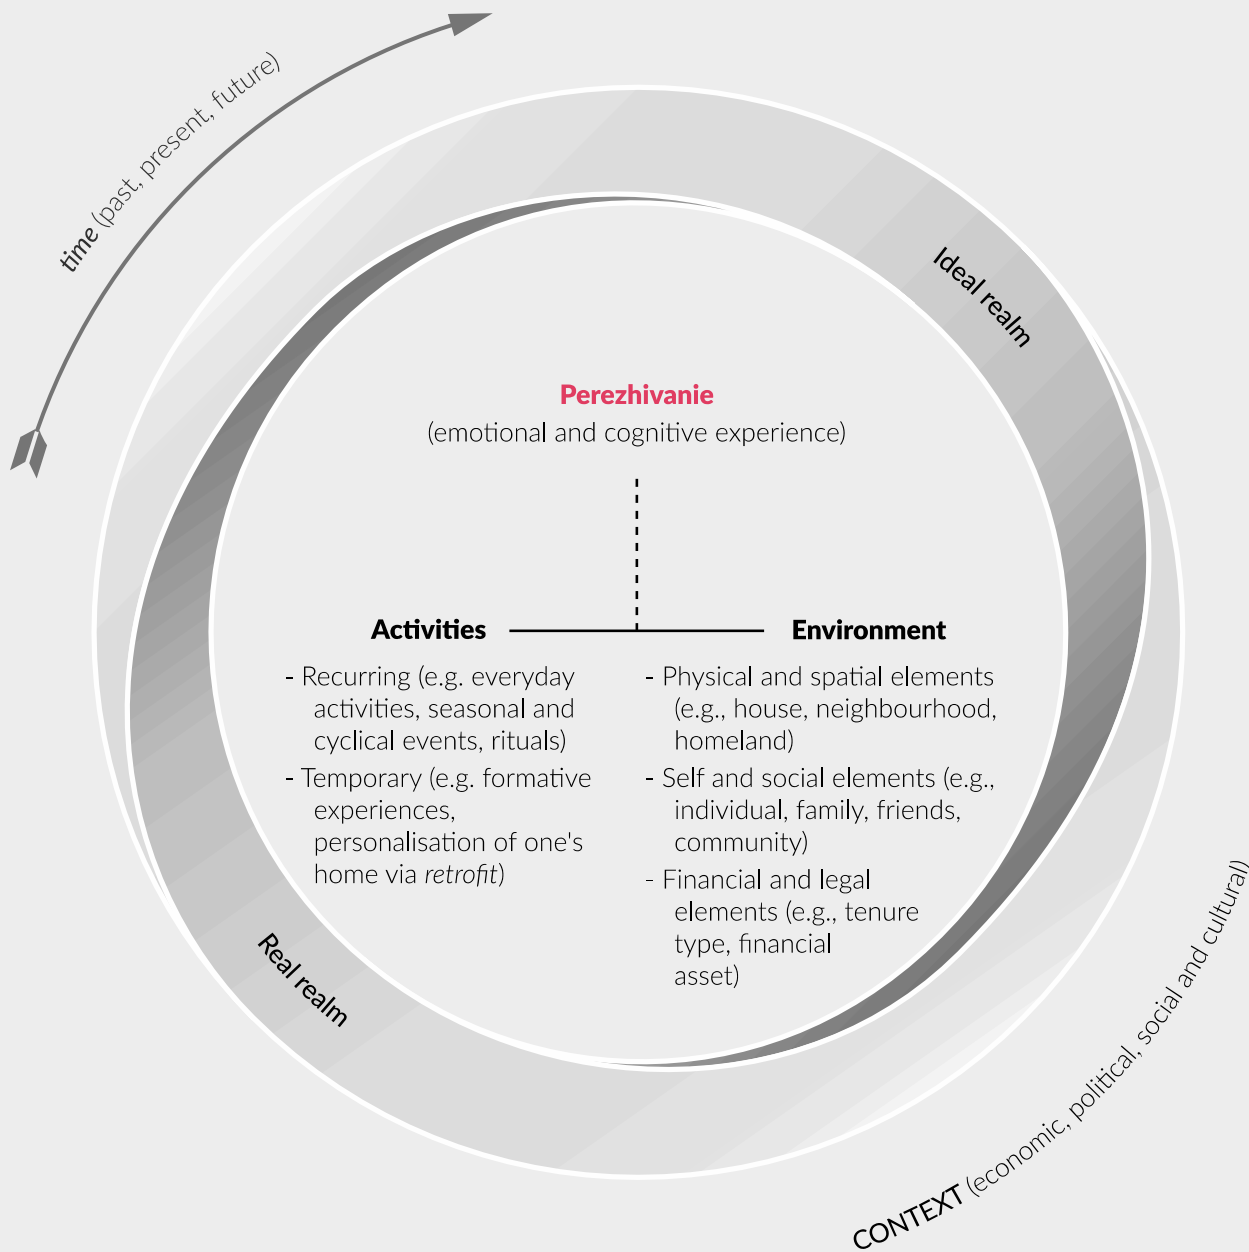 time (past, present, future)
Ideal realm
Perezhivanie
(emotional and cognitive experience)
Activities
- Recurring (e.g. everyday
activities, seasonal and
cyclical events, rituals)
- Temporary (e.g. formative
experiences,
personalisation of one's
home via retrofit)
Environment
- Physical and spatial elements
(e.g., house, neighbourhood,
homeland)
- Self and social elements (e.g.,
individual, family, friends,
community)
- Financial and legal
elements (e.g., tenure
type, financial
asset)
Real realm
CONTEXT (economic, political, social and cultural)